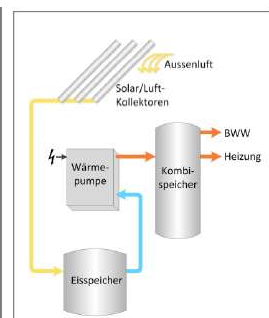 Aussenluft
Solar/Luft-
Kollektoren
BWW
Wärme-
pumpe
Kombi-
speicher
Heizung
Eisspeicher